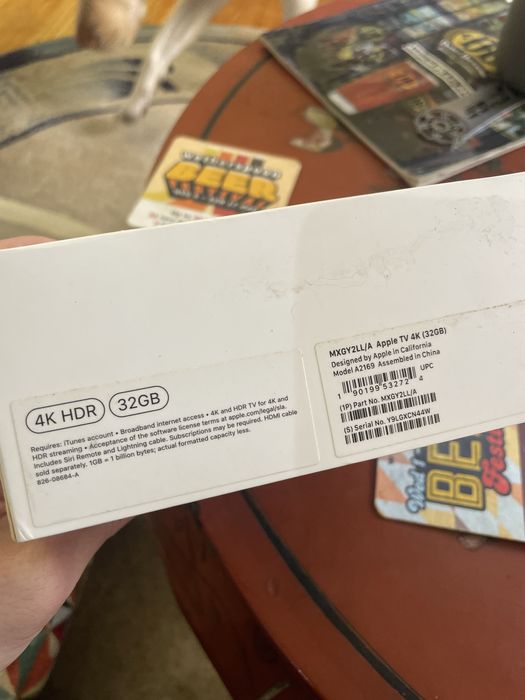 BEER
FESTIVAL
4K HDR 32GB
Requires: iTunes account • Broadband internet access • 4K and HDR TV for 4K and
HDR streaming • Acceptance of the software license terms at apple.com/legal/sla.
Includes Siri Remote and Lightning cable. Subscriptions may be required. HDMI cable
sold separately. 1GB = 1 billion bytes; actual formatted capacity less.
826-08684-A
MXGY2LL/A Apple TV 4K (32GB)
Designed by Apple in California
Model A2169 Assembled in China
UPC
1 90199 53272 4
(1P) Part No. MXGY2LL/A
(S) Serial No. Y9LGXCN44W
BEE
Festi